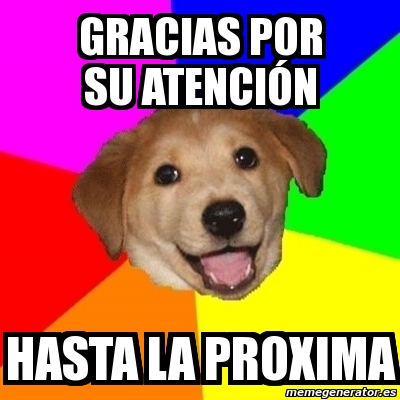 GRACIAS POR
SU ATENCIÓN
HASTA LA PROXIMA
memegenerator.es